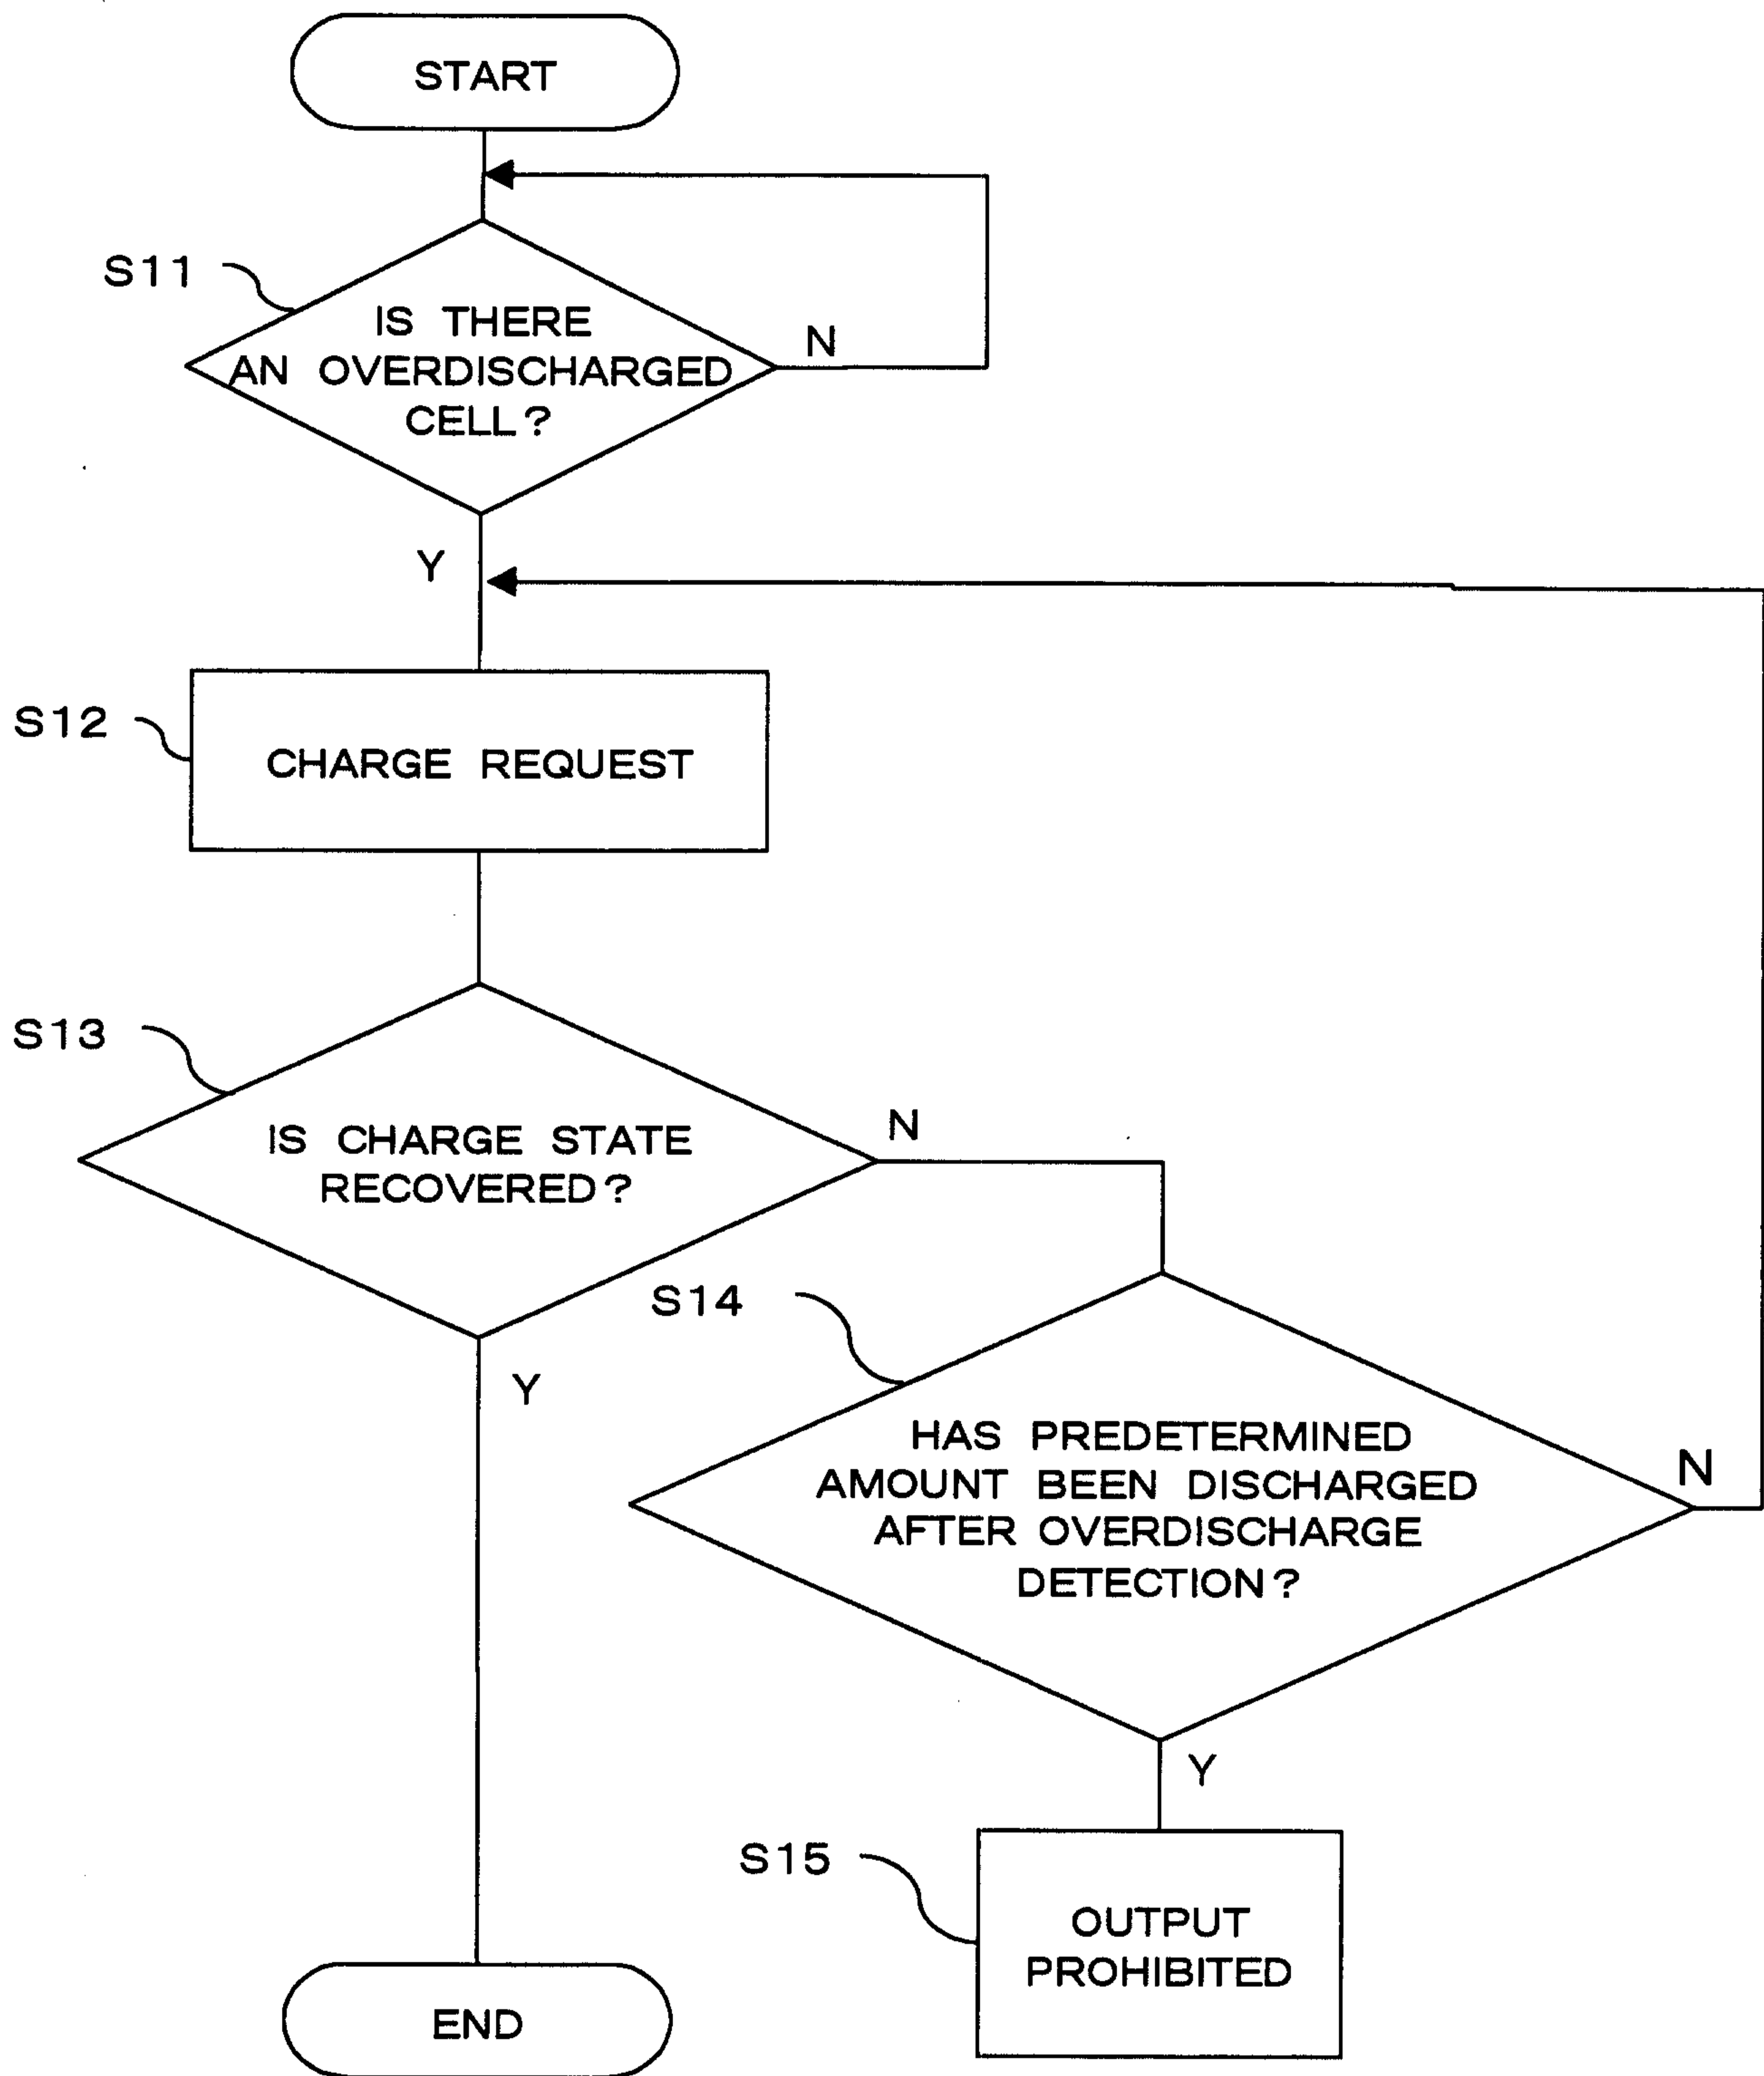 START
S11
IS THERE
AN OVERDISCHARGED
CELL?
N
Y
S12
CHARGE REQUEST
S13
IS CHARGE STATE
RECOVERED?
N
Y
S14
HAS PREDETERMINED
AMOUNT BEEN DISCHARGED
AFTER OVERDISCHARGE
DETECTION?
N
Y
S15
OUTPUT
PROHIBITED
END